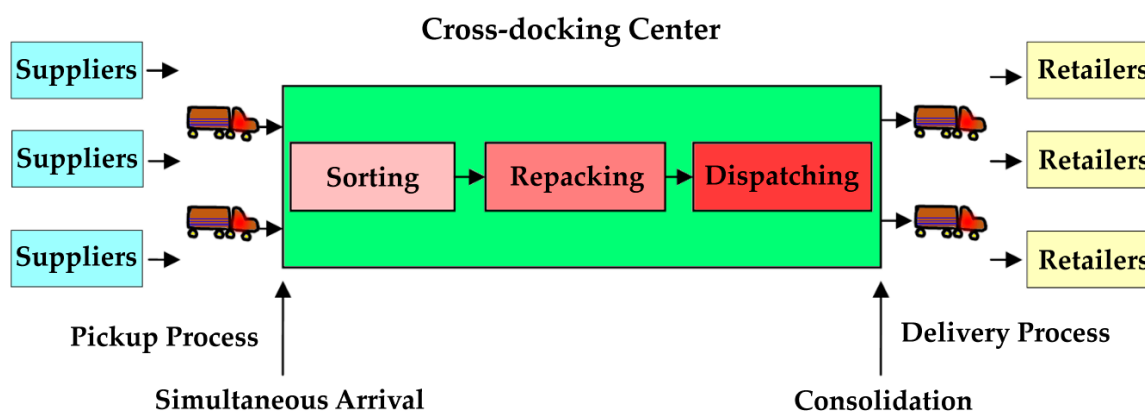 Cross-docking Center
Suppliers
Retailers
Suppliers
Sorting
Repacking
Dispatching
Retailers
Suppliers
Retailers
Pickup Process
Delivery Process
Simultaneous Arrival
Consolidation